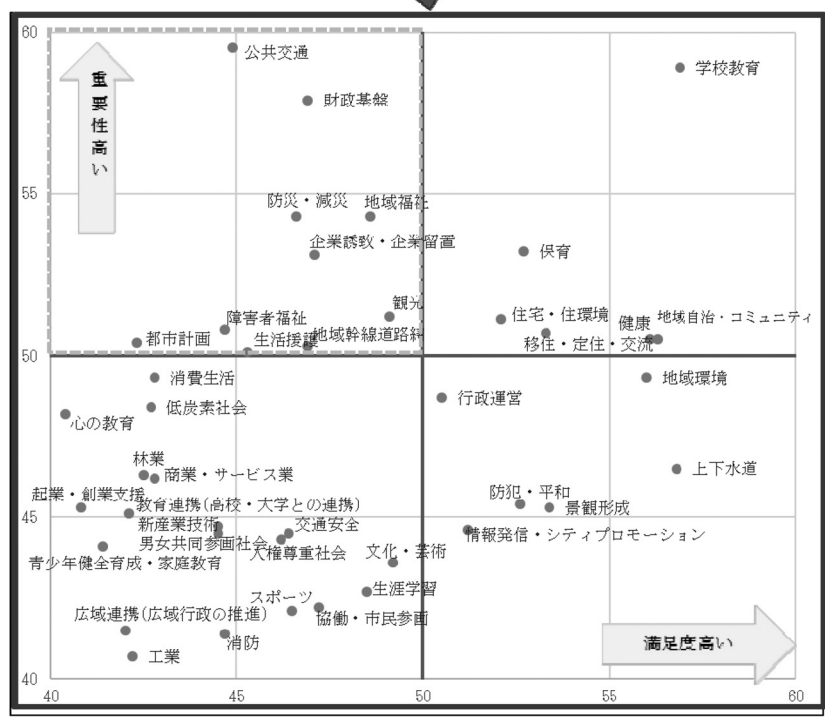 60
公共交通
学校教育
重要性高い
財政基盤
55
防災・減災
地域福祉
企業誘致・企業留置
保育
観光
障害者福祉
住宅・住環境
健康
地域自治・コミュニティ
都市計画
生活援護
地域幹線道路網
移住・定住・交流
50
消費生活
地域環境
低炭素社会
行政運営
心の教育
林業
商業・サービス業
上下水道
起業・創業支援
防犯・平和
教育連携(高校・大学との連携)
景観形成
45
新産業技術
交通安全
男女共同参画社会
情報発信・シティプロモーション
人権尊重社会
文化・芸術
青少年健全育成・家庭教育
生涯学習
スポーツ
広域連携(広域行政の推進)
協働・市民参画
消防
満足度高い
工業
40
40
45
50
55
60